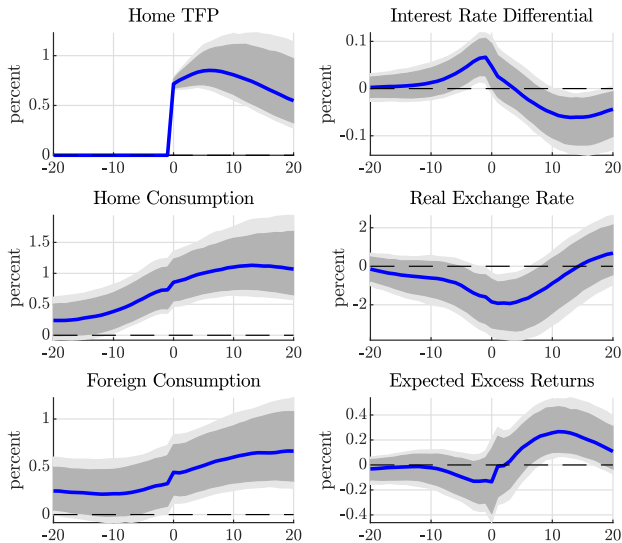 Home TFP
percent
1
0.5
0
-20 -10 0 10 20
Interest Rate Differential
percent
0.1
0
-0.1
-20 -10 0 10 20
Home Consumption
percent
1.5
1
0.5
0
-20 -10 0 10 20
Real Exchange Rate
percent
2
0
-2
-20 -10 0 10 20
Foreign Consumption
percent
1
0.5
0
-20 -10 0 10 20
Expected Excess Returns
percent
0.4
0.2
0
-0.2
-0.4
-20 -10 0 10 20